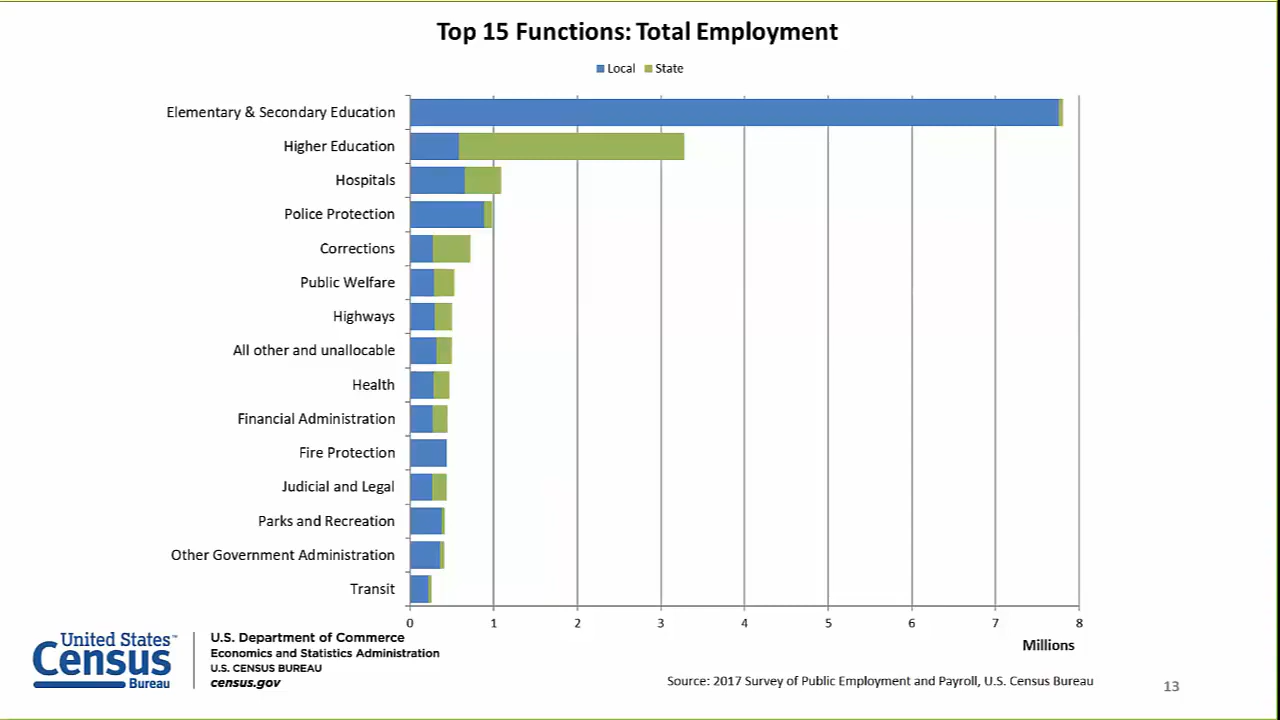 Top 15 Functions: Total Employment
Local State
Elementary & Secondary Education
Higher Education
Hospitals
Police Protection
Corrections
Public Welfare
Highways
All other and unallocable
Health
Financial Administration
Fire Protection
Judicial and Legal
Parks and Recreation
Other Government Administration
Transit
0 1 2 3 4 5 6 7 8
Millions
United States™
Census
Bureau
U.S. Department of Commerce
Economics and Statistics Administration
U.S. CENSUS BUREAU
census.gov
Source: 2017 Survey of Public Employment and Payroll, U.S. Census Bureau
13